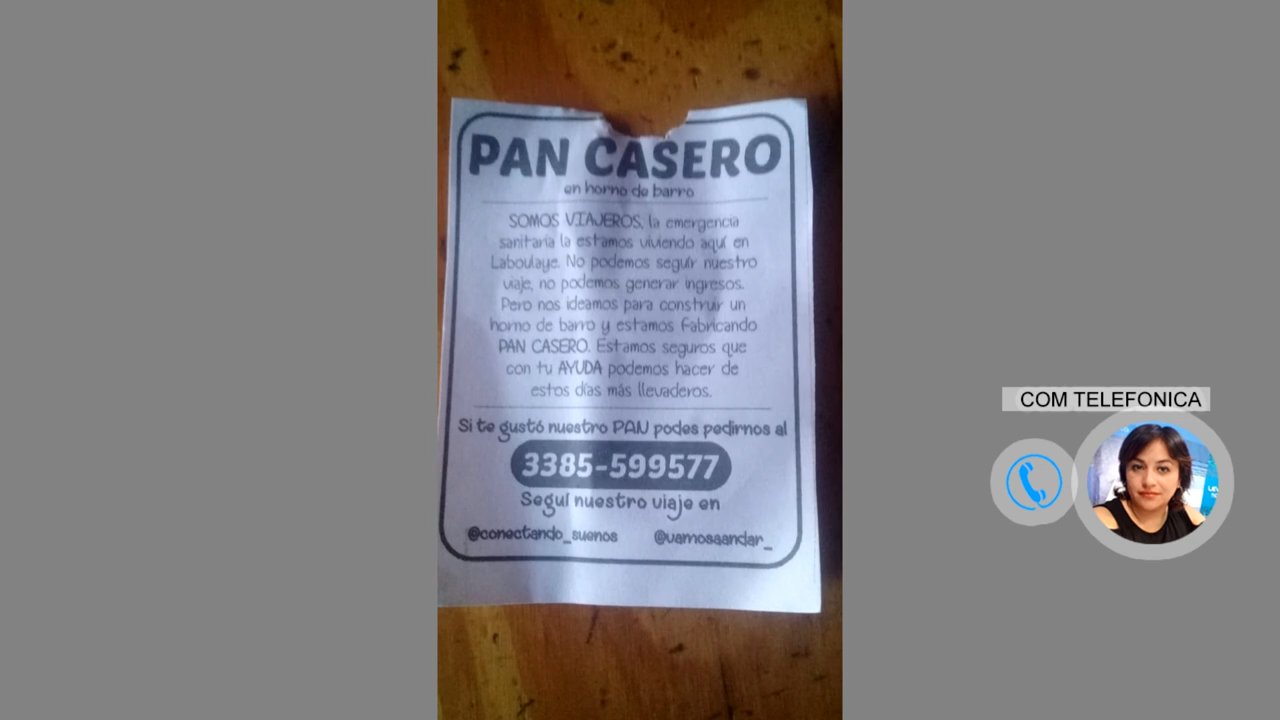 PAN CASERO
en horno de barro
SOMOS VIAJEROS, la emergencia
sanitaria la estamos viviendo aquí en
Laboulaye. No podemos seguir nuestro
viaje, no podemos generar ingresos.
Pero nos ideamos para construir un
horno de barro y estamos fabricando
PAN CASERO. Estamos seguros que
con tu AYUDA podemos hacer de
estos días más llevaderos.
Si te gustó nuestro PAN podes pedirnos al
3385-599577
Seguí nuestro viaje en
@conectando_suenos @vamosaandar_
COM TELEFONICA